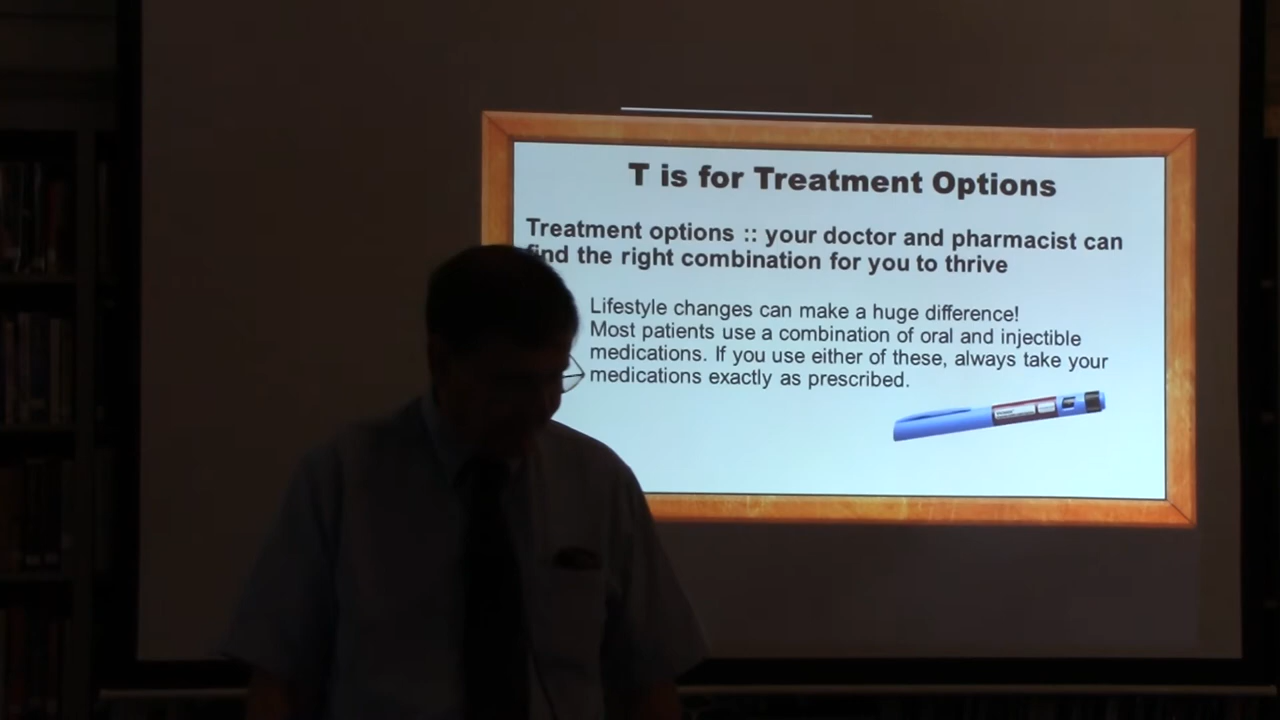 T is for Treatment Options
Treatment options :: your doctor and pharmacist can
find the right combination for you to thrive
Lifestyle changes can make a huge difference!
Most patients use a combination of oral and injectible
medications. If you use either of these, always take your
medications exactly as prescribed.